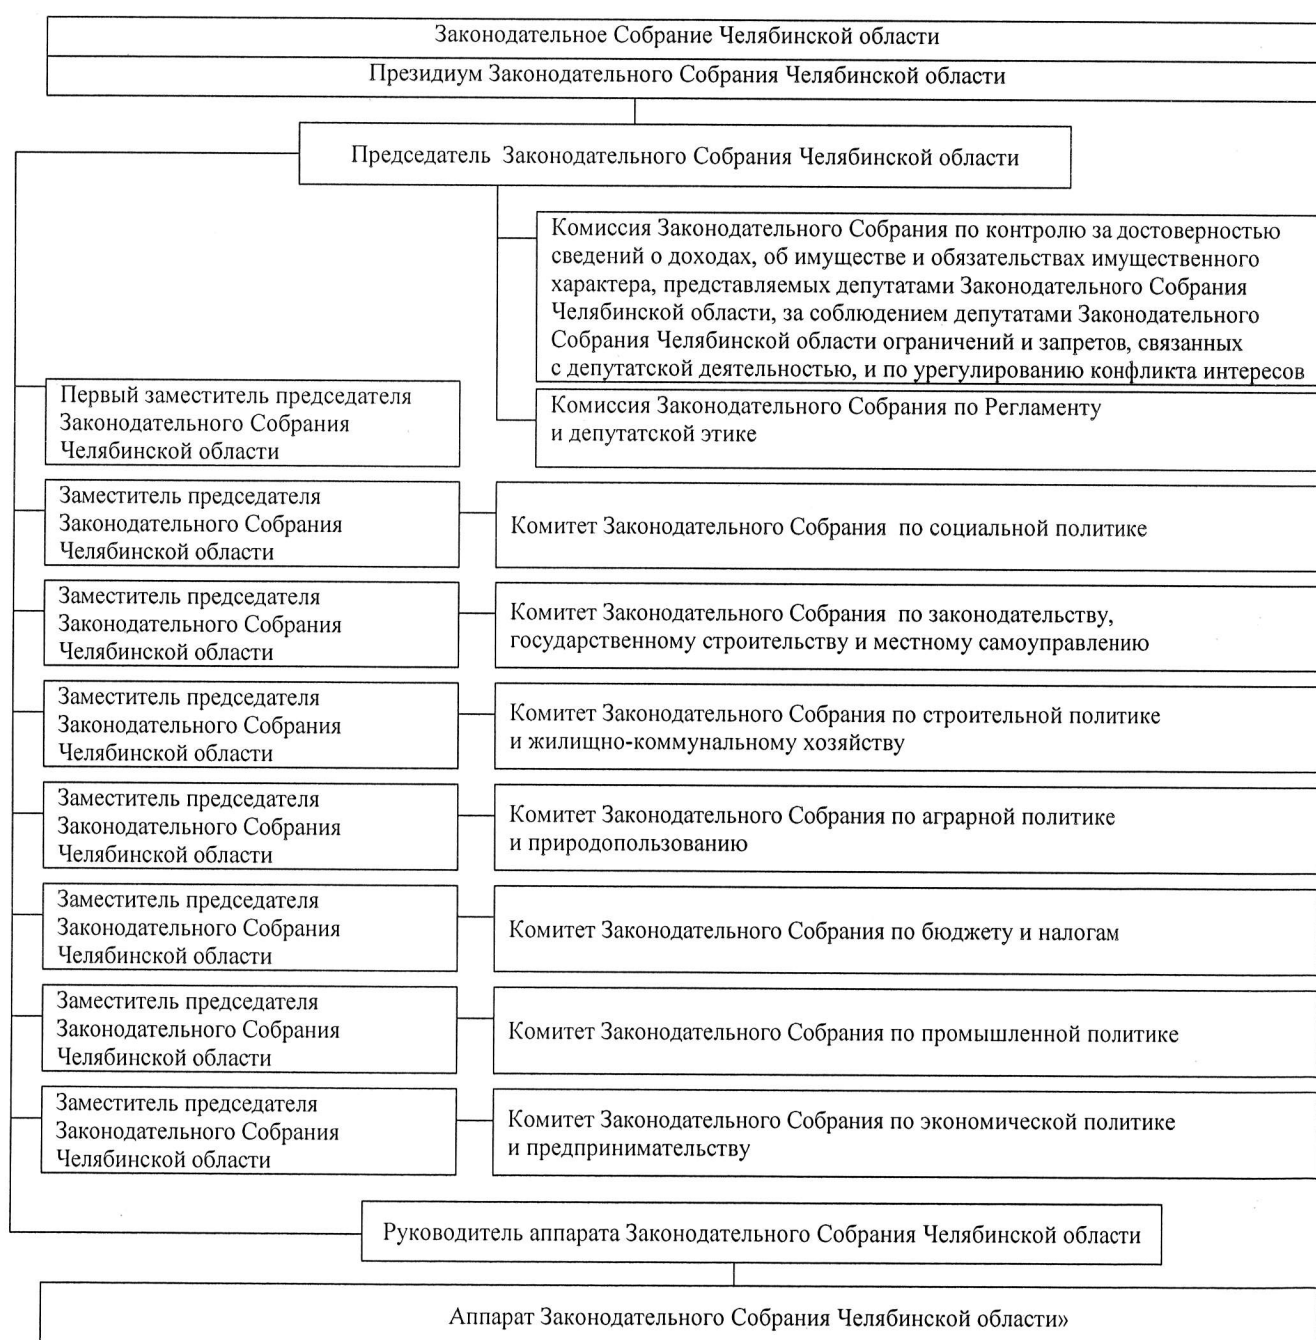 Законодательное Собрание Челябинской области
Президиум Законодательного Собрания Челябинской области
Председатель Законодательного Собрания Челябинской области
Комиссия Законодательного Собрания по контролю за достоверностью
сведений о доходах, об имуществе и обязательствах имущественного
характера, представляемых депутатами Законодательного Собрания
Челябинской области, за соблюдением депутатами Законодательного
Собрания Челябинской области ограничений и запретов, связанных
с депутатской деятельностью, и по урегулированию конфликта интересов
Первый заместитель председателя
Законодательного Собрания
Челябинской области
Комиссия Законодательного Собрания по Регламенту
и депутатской этике
Заместитель председателя
Законодательного Собрания
Челябинской области
Комитет Законодательного Собрания по социальной политике
Заместитель председателя
Законодательного Собрания
Челябинской области
Комитет Законодательного Собрания по законодательству,
государственному строительству и местному самоуправлению
Заместитель председателя
Законодательного Собрания
Челябинской области
Комитет Законодательного Собрания по строительной политике
и жилищно-коммунальному хозяйству
Заместитель председателя
Законодательного Собрания
Челябинской области
Комитет Законодательного Собрания по аграрной политике
и природопользованию
Заместитель председателя
Законодательного Собрания
Челябинской области
Комитет Законодательного Собрания по бюджету и налогам
Заместитель председателя
Законодательного Собрания
Челябинской области
Комитет Законодательного Собрания по промышленной политике
Заместитель председателя
Законодательного Собрания
Челябинской области
Комитет Законодательного Собрания по экономической политике
и предпринимательству
Руководитель аппарата Законодательного Собрания Челябинской области
Аппарат Законодательного Собрания Челябинской области»